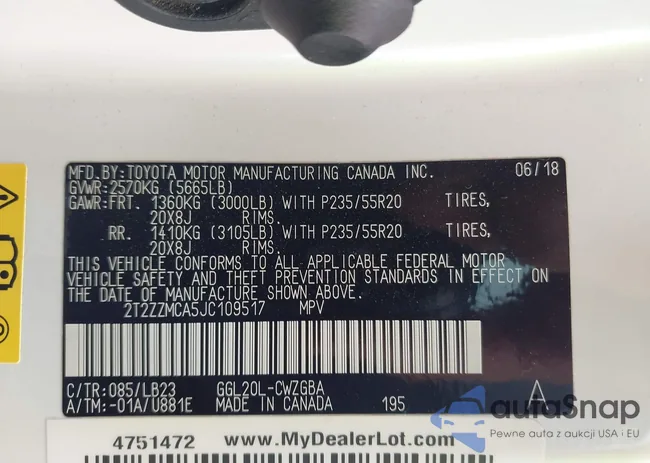 MFD.BY:TOYOTA MOTOR MANUFACTURING CANADA INC. 06/18
GVWR:2570KG (5665LB)
GAWR:FRT. 1360KG (3000LB) WITH P235/55R20 TIRES,
20X8J RIMS.
RR. 1410KG (3105LB) WITH P235/55R20 TIRES,
20X8J RIMS.
THIS VEHICLE CONFORMS TO ALL APPLICABLE FEDERAL MOTOR
VEHICLE SAFETY AND THEFT PREVENTION STANDARDS IN EFFECT ON
THE DATE OF MANUFACTURE SHOWN ABOVE.
2T2ZZMCA5JC109517 MPV
C/TR:085/LB23 GGL20L-CWZGBA
A/TM:-01A/U881E MADE IN CANADA 195 A
autoSnap
Pewne auta z aukcji USA i EU
4751472 www.MyDealerLot.com